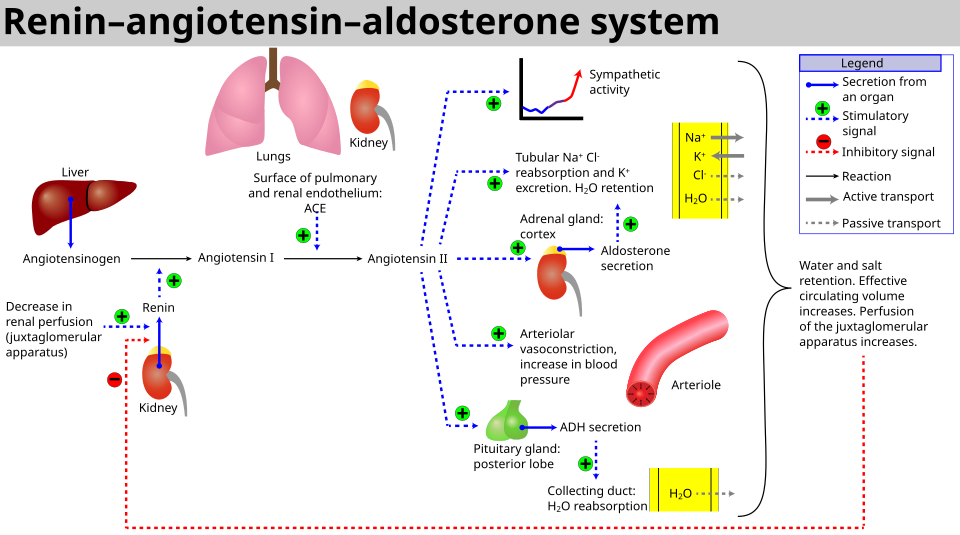 Renin–angiotensin–aldosterone system
Lungs
Kidney
Surface of pulmonary
and renal endothelium:
ACE
Liver
Angiotensinogen
Angiotensin I
Angiotensin II
Renin
Decrease in
renal perfusion
(juxtaglomerular
apparatus)
Kidney
Sympathetic
activity
Tubular Na⁺ Cl⁻
reabsorption and K⁺
excretion. H₂O retention
Na⁺
K⁺
Cl⁻
H₂O
Adrenal gland:
cortex
Aldosterone
secretion
Arteriolar
vasoconstriction,
increase in blood
pressure
Arteriole
Pituitary gland:
posterior lobe
ADH secretion
Collecting duct:
H₂O reabsorption
H₂O
Legend
Secretion from
an organ
Stimulatory
signal
Inhibitory signal
Reaction
Active transport
Passive transport
Water and salt
retention. Effective
circulating volume
increases. Perfusion
of the juxtaglomerular
apparatus increases.